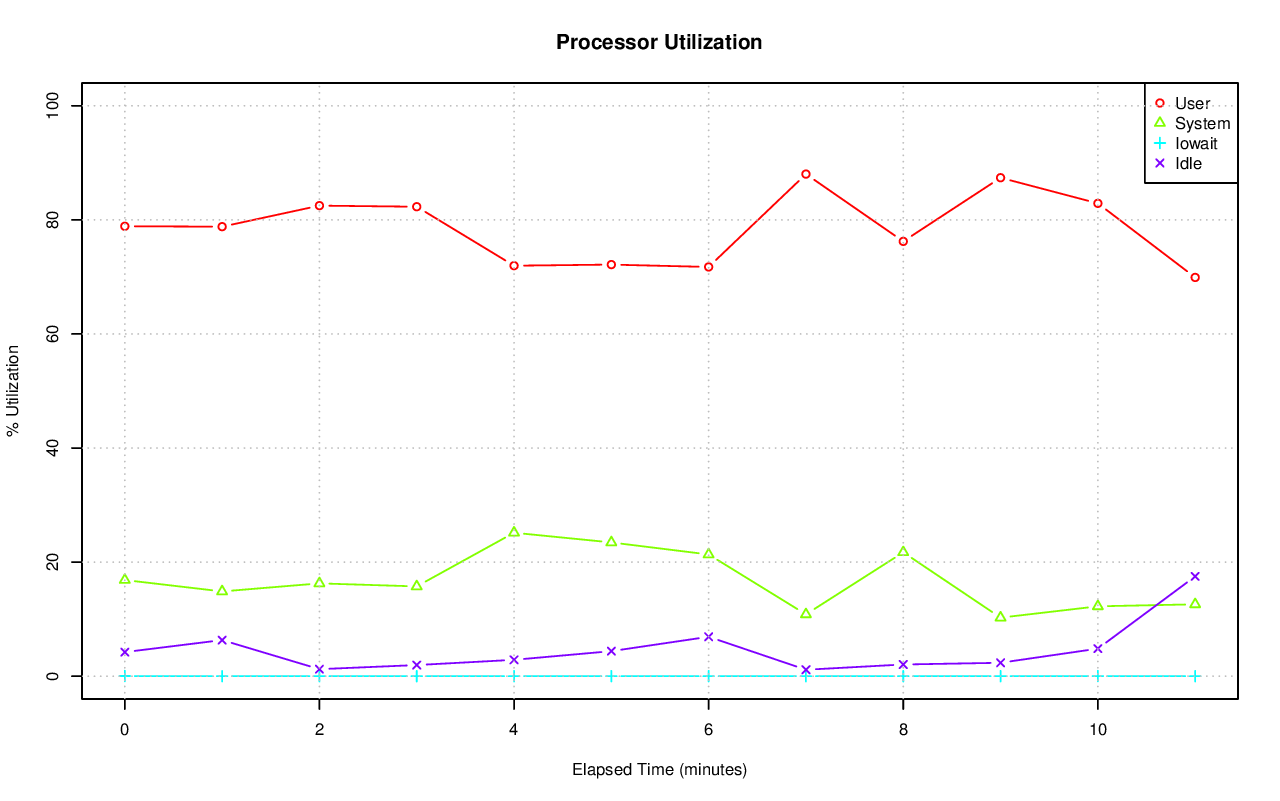 Processor Utilization
User
System
Iowait
Idle
% Utilization
100
80
60
40
20
0
0 2 4 6 8 10
Elapsed Time (minutes)